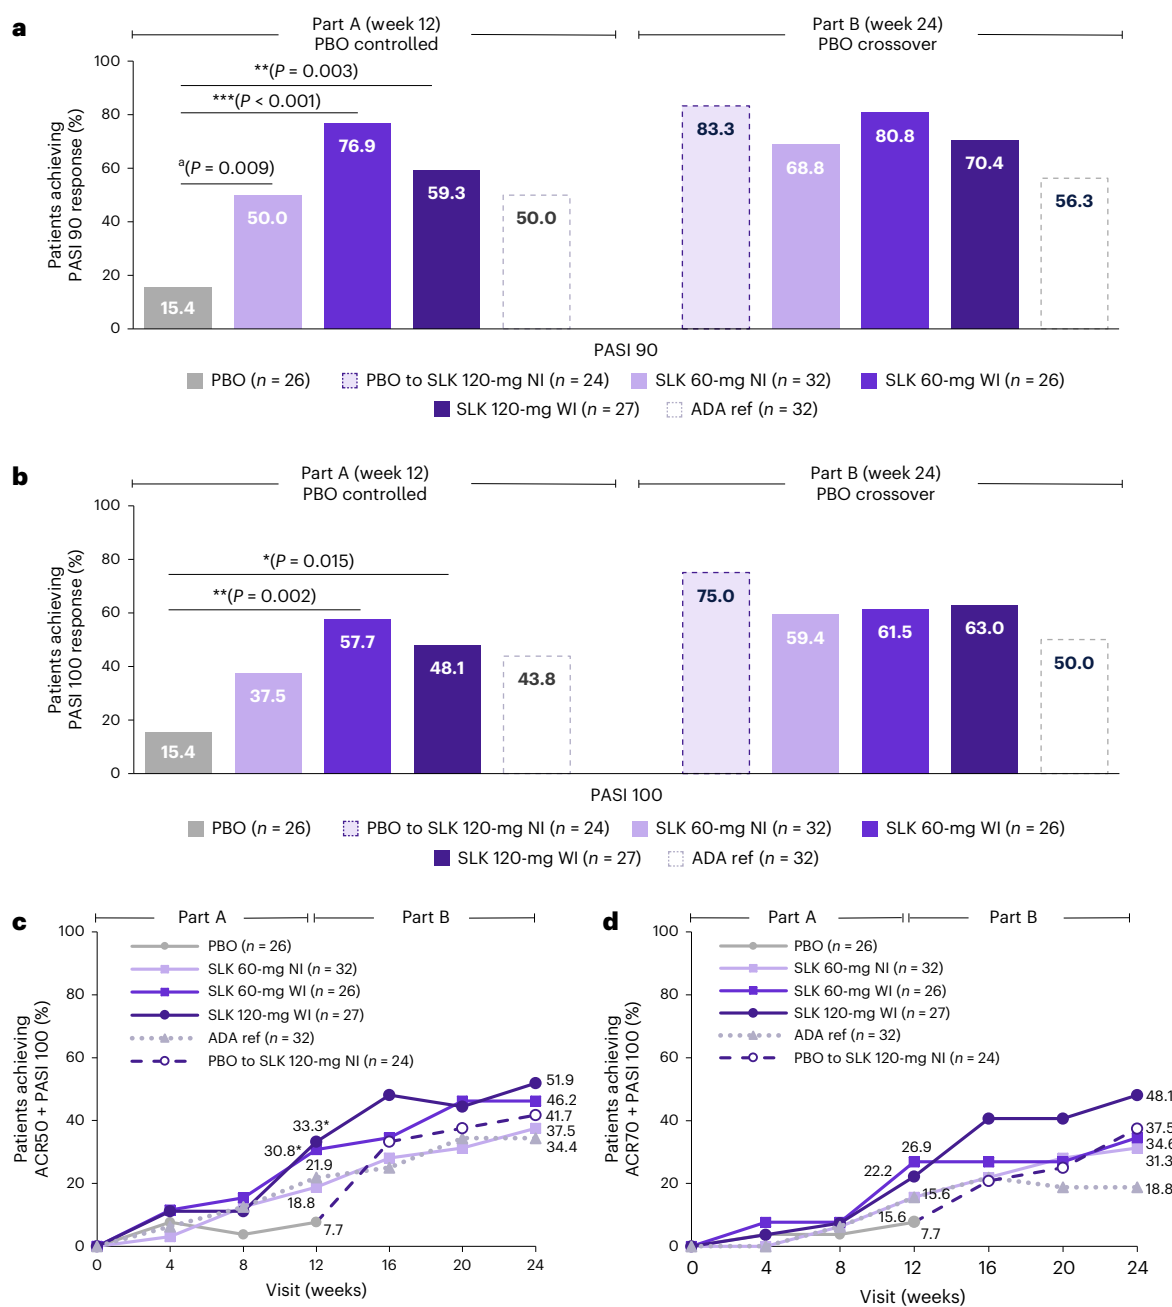 a
Part A (week 12)
PBO controlled
Part B (week 24)
PBO crossover
Patients achieving
PASI 90 response (%)
100
80
60
40
20
0
**(P = 0.003)
***(P < 0.001)
a(P = 0.009)
15.4
50.0
76.9
59.3
50.0
83.3
68.8
80.8
70.4
56.3
PASI 90
PBO (n = 26)
PBO to SLK 120-mg NI (n = 24)
SLK 60-mg NI (n = 32)
SLK 60-mg WI (n = 26)
SLK 120-mg WI (n = 27)
ADA ref (n = 32)
b
Part A (week 12)
PBO controlled
Part B (week 24)
PBO crossover
Patients achieving
PASI 100 response (%)
100
80
60
40
20
0
*(P = 0.015)
**(P = 0.002)
15.4
37.5
57.7
48.1
43.8
75.0
59.4
61.5
63.0
50.0
PASI 100
PBO (n = 26)
PBO to SLK 120-mg NI (n = 24)
SLK 60-mg NI (n = 32)
SLK 60-mg WI (n = 26)
SLK 120-mg WI (n = 27)
ADA ref (n = 32)
c
Part A
Part B
Patients achieving
ACR50 + PASI 100 (%)
100
80
60
40
20
0
PBO (n = 26)
SLK 60-mg NI (n = 32)
SLK 60-mg WI (n = 26)
SLK 120-mg WI (n = 27)
ADA ref (n = 32)
PBO to SLK 120-mg NI (n = 24)
33.3*
30.8*
21.9
18.8
7.7
51.9
46.2
41.7
37.5
34.4
0
4
8
12
16
20
24
Visit (weeks)
d
Part A
Part B
Patients achieving
ACR70 + PASI 100 (%)
100
80
60
40
20
0
PBO (n = 26)
SLK 60-mg NI (n = 32)
SLK 60-mg WI (n = 26)
SLK 120-mg WI (n = 27)
ADA ref (n = 32)
PBO to SLK 120-mg NI (n = 24)
26.9
22.2
15.6
15.6
7.7
48.1
37.5
34.6
31.3
18.8
0
4
8
12
16
20
24
Visit (weeks)